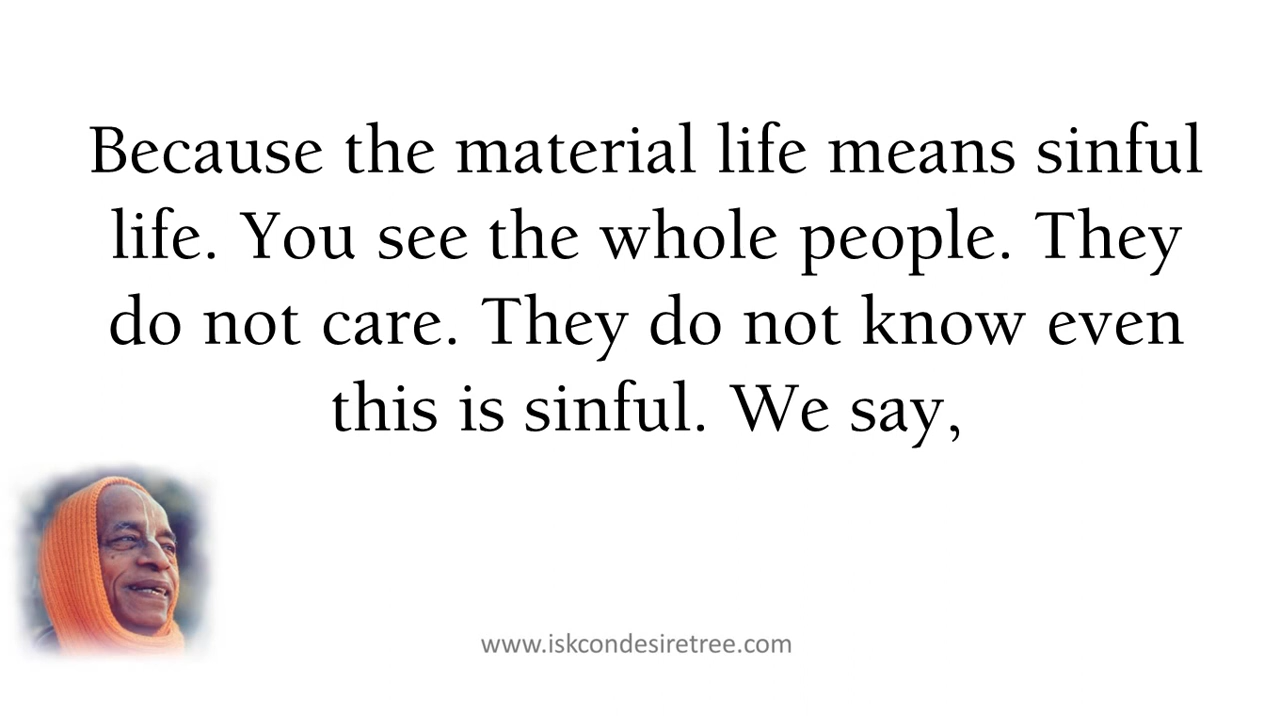 Because the material life means sinful
life. You see the whole people. They
do not care. They do not know even
this is sinful. We say,
www.iskcondesiretree.com